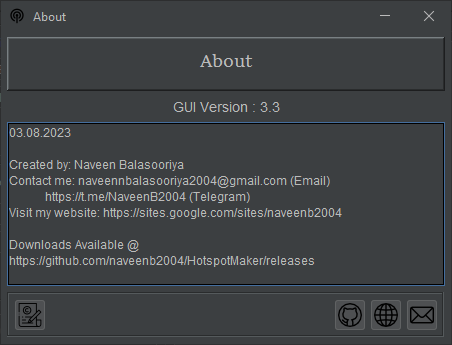 About
About
GUI Version : 3.3
03.08.2023
Created by: Naveen Balasooriya
Contact me: naveennbalasooriya2004@gmail.com (Email)
https://t.me/NaveenB2004 (Telegram)
Visit my website: https://sites.google.com/sites/naveenb2004
Downloads Available @
https://github.com/naveenb2004/HotspotMaker/releases